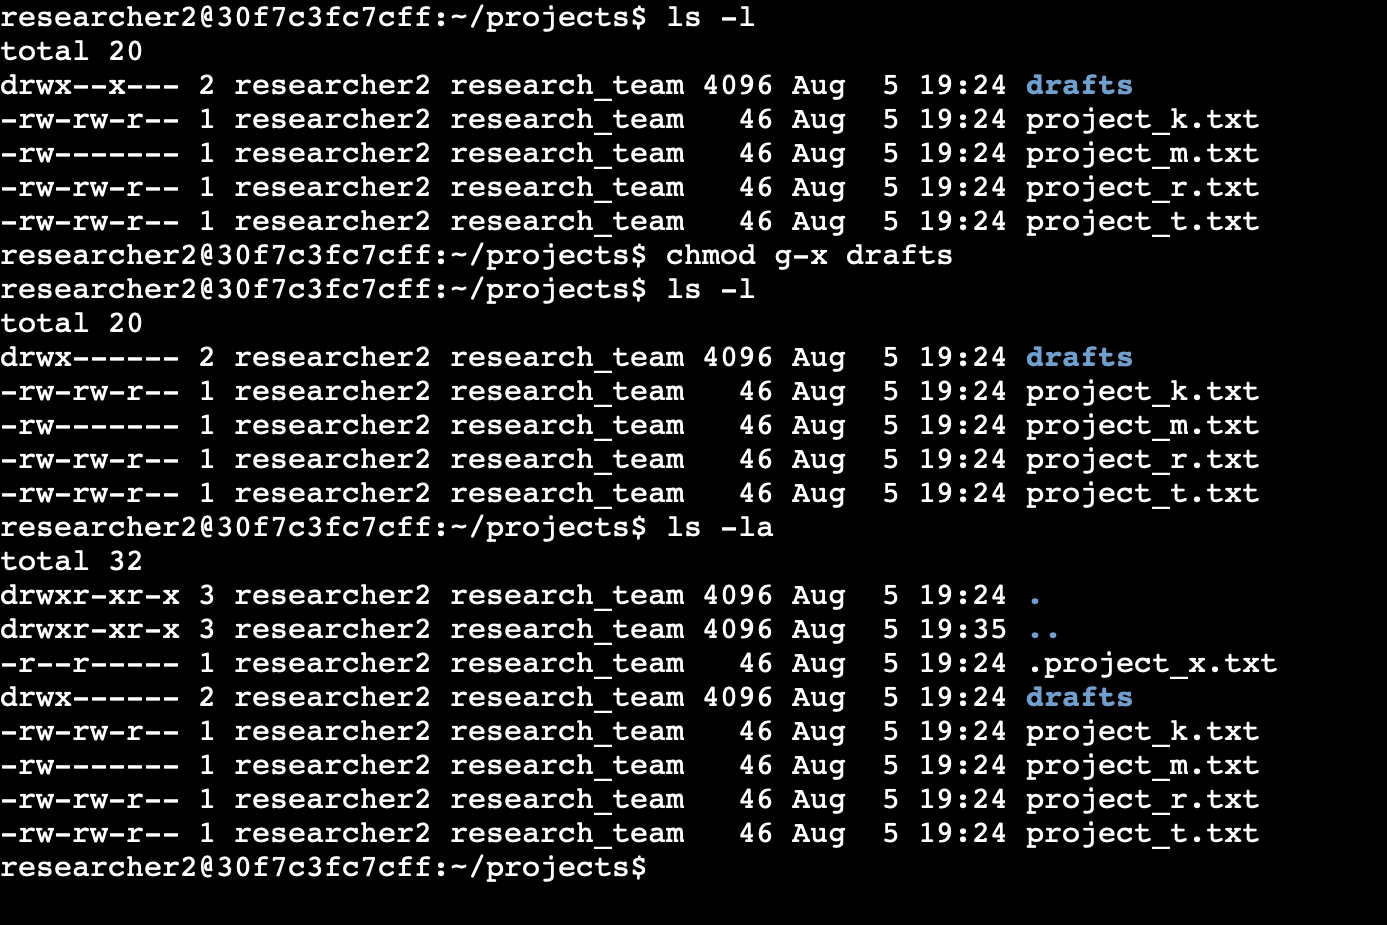 researcher2@30f7c3fc7cff:~/projects$ ls -l
total 20
drwx--x--- 2 researcher2 research_team 4096 Aug  5 19:24 drafts
-rw-rw-r-- 1 researcher2 research_team   46 Aug  5 19:24 project_k.txt
-rw------- 1 researcher2 research_team   46 Aug  5 19:24 project_m.txt
-rw-rw-r-- 1 researcher2 research_team   46 Aug  5 19:24 project_r.txt
-rw-rw-r-- 1 researcher2 research_team   46 Aug  5 19:24 project_t.txt
researcher2@30f7c3fc7cff:~/projects$ chmod g-x drafts
researcher2@30f7c3fc7cff:~/projects$ ls -l
total 20
drwx------ 2 researcher2 research_team 4096 Aug  5 19:24 drafts
-rw-rw-r-- 1 researcher2 research_team   46 Aug  5 19:24 project_k.txt
-rw------- 1 researcher2 research_team   46 Aug  5 19:24 project_m.txt
-rw-rw-r-- 1 researcher2 research_team   46 Aug  5 19:24 project_r.txt
-rw-rw-r-- 1 researcher2 research_team   46 Aug  5 19:24 project_t.txt
researcher2@30f7c3fc7cff:~/projects$ ls -la
total 32
drwxr-xr-x 3 researcher2 research_team 4096 Aug  5 19:24 .
drwxr-xr-x 3 researcher2 research_team 4096 Aug  5 19:35 ..
-r--r----- 1 researcher2 research_team   46 Aug  5 19:24 .project_x.txt
drwx------ 2 researcher2 research_team 4096 Aug  5 19:24 drafts
-rw-rw-r-- 1 researcher2 research_team   46 Aug  5 19:24 project_k.txt
-rw------- 1 researcher2 research_team   46 Aug  5 19:24 project_m.txt
-rw-rw-r-- 1 researcher2 research_team   46 Aug  5 19:24 project_r.txt
-rw-rw-r-- 1 researcher2 research_team   46 Aug  5 19:24 project_t.txt
researcher2@30f7c3fc7cff:~/projects$